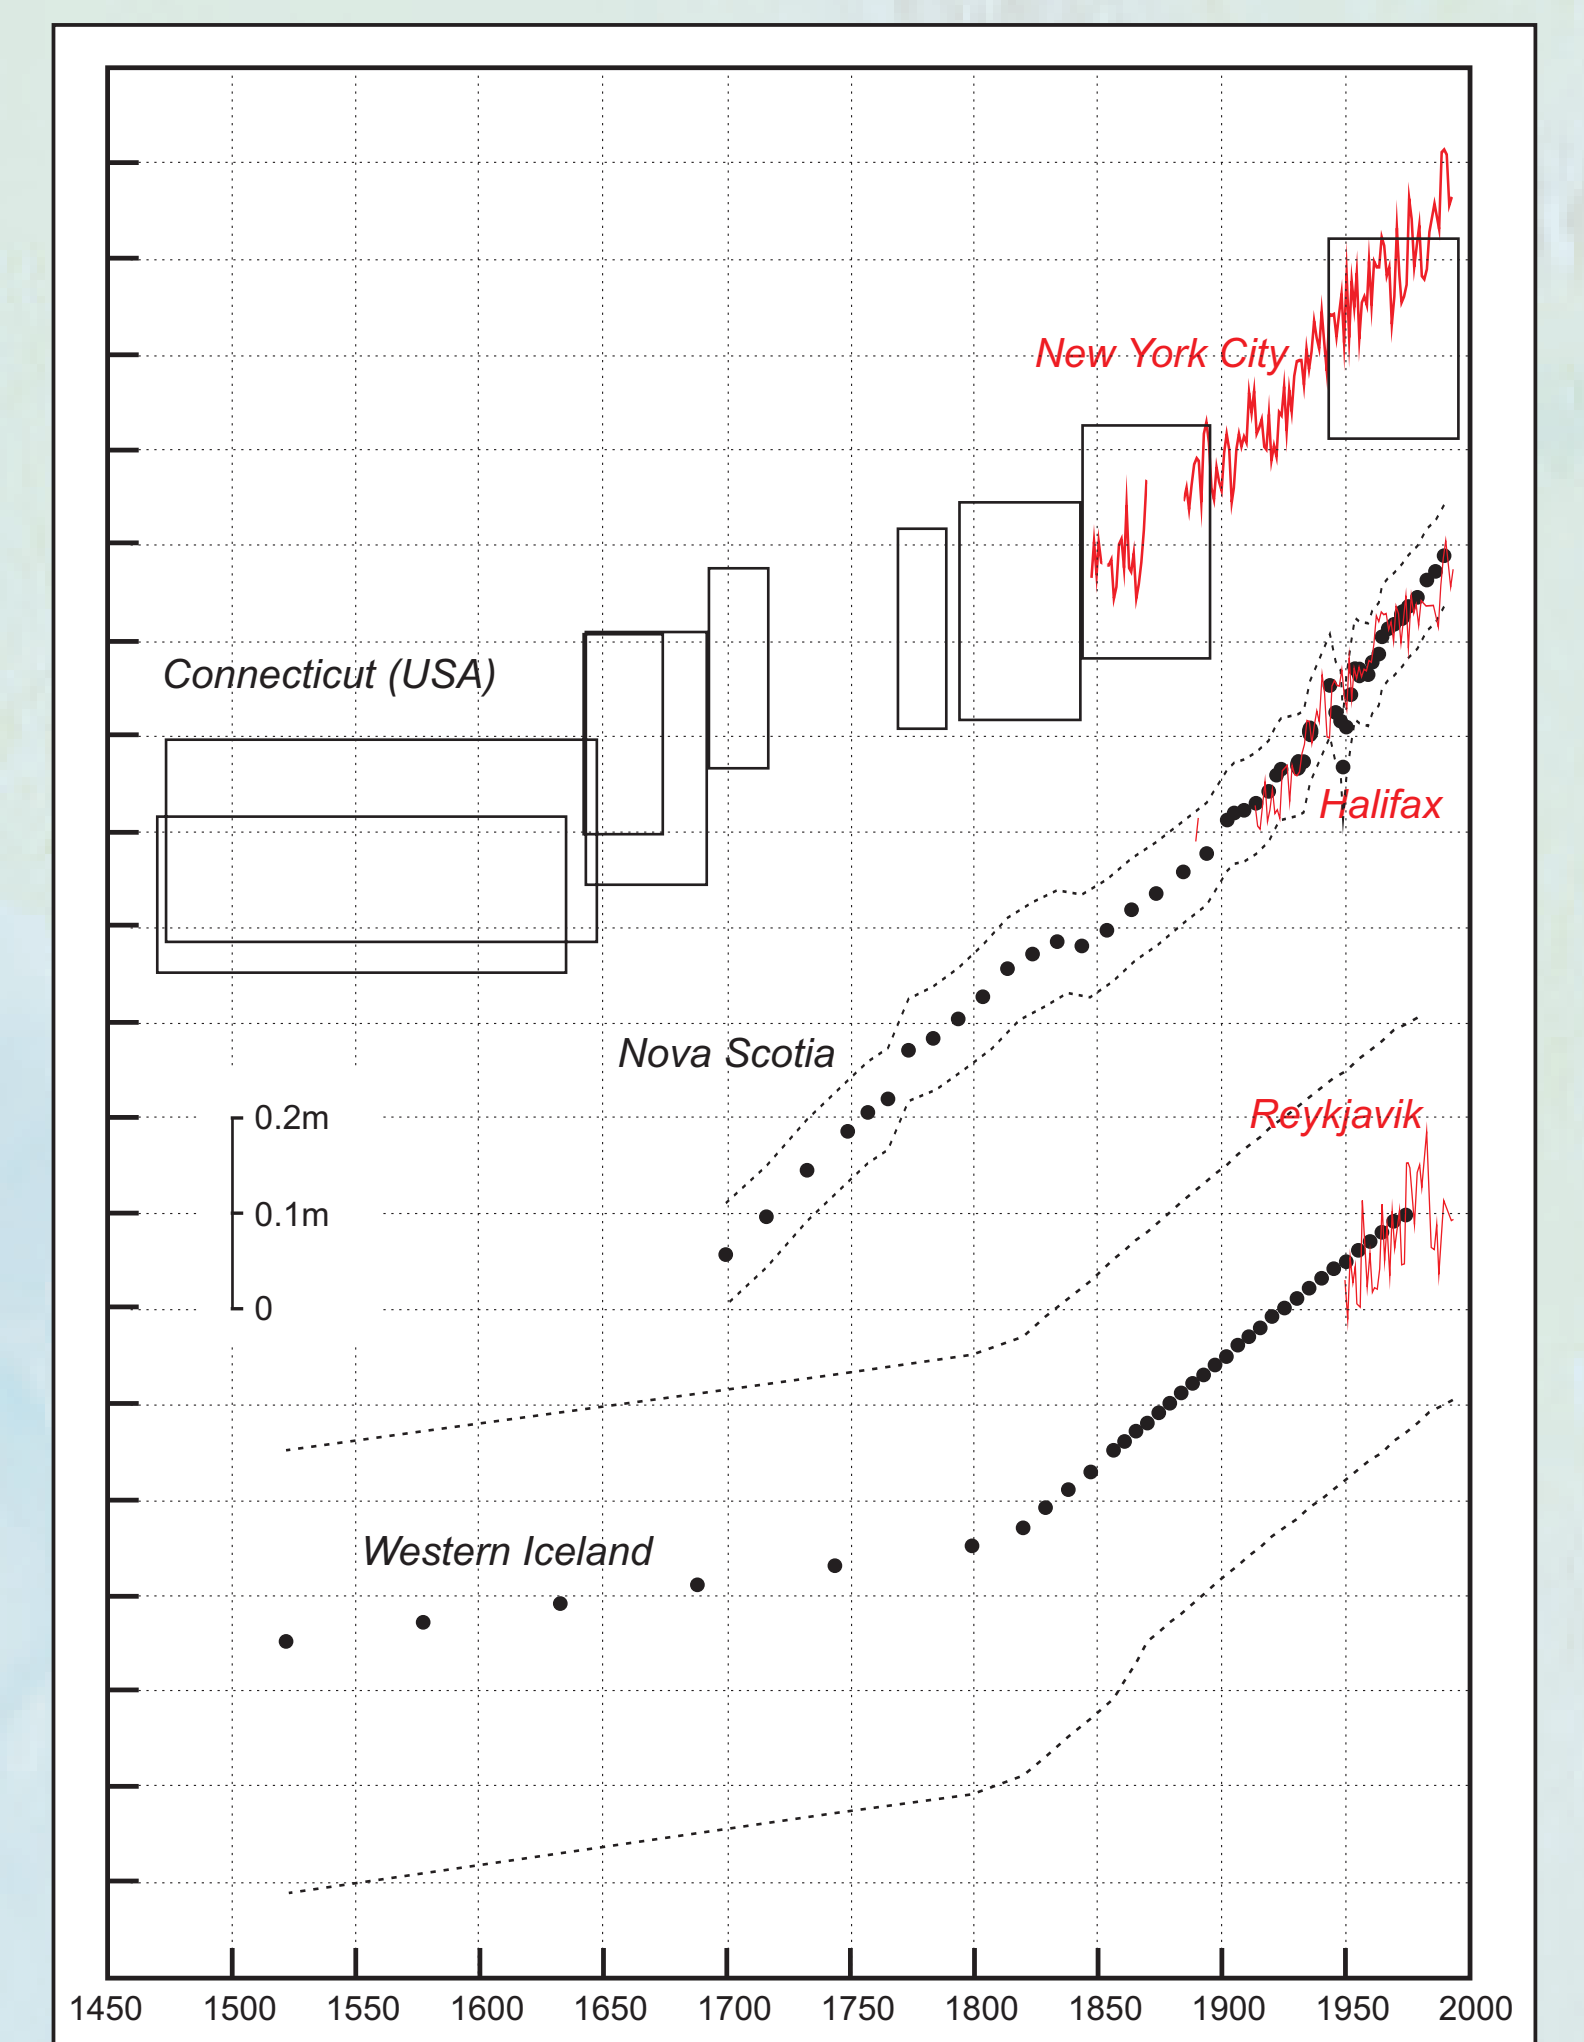 New York City
Connecticut (USA)
Halifax
Nova Scotia
0.2m
Reykjavik
0.1m
0
Western Iceland
1450 1500 1550 1600 1650 1700 1750 1800 1850 1900 1950 2000